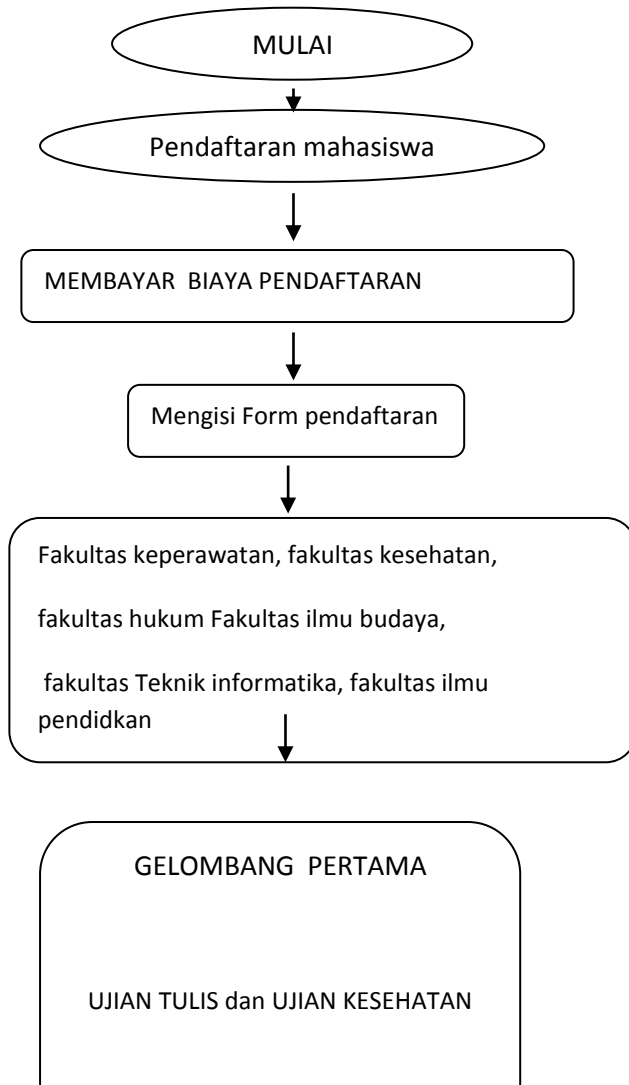 MULAI
Pendaftaran mahasiswa
MEMBAYAR BIAYA PENDAFTARAN
Mengisi Form pendaftaran
Fakultas keperawatan, fakultas kesehatan,
fakultas hukum Fakultas ilmu budaya,
fakultas Teknik informatika, fakultas ilmu
pendidkan
GELOMBANG PERTAMA
UJIAN TULIS dan UJIAN KESEHATAN